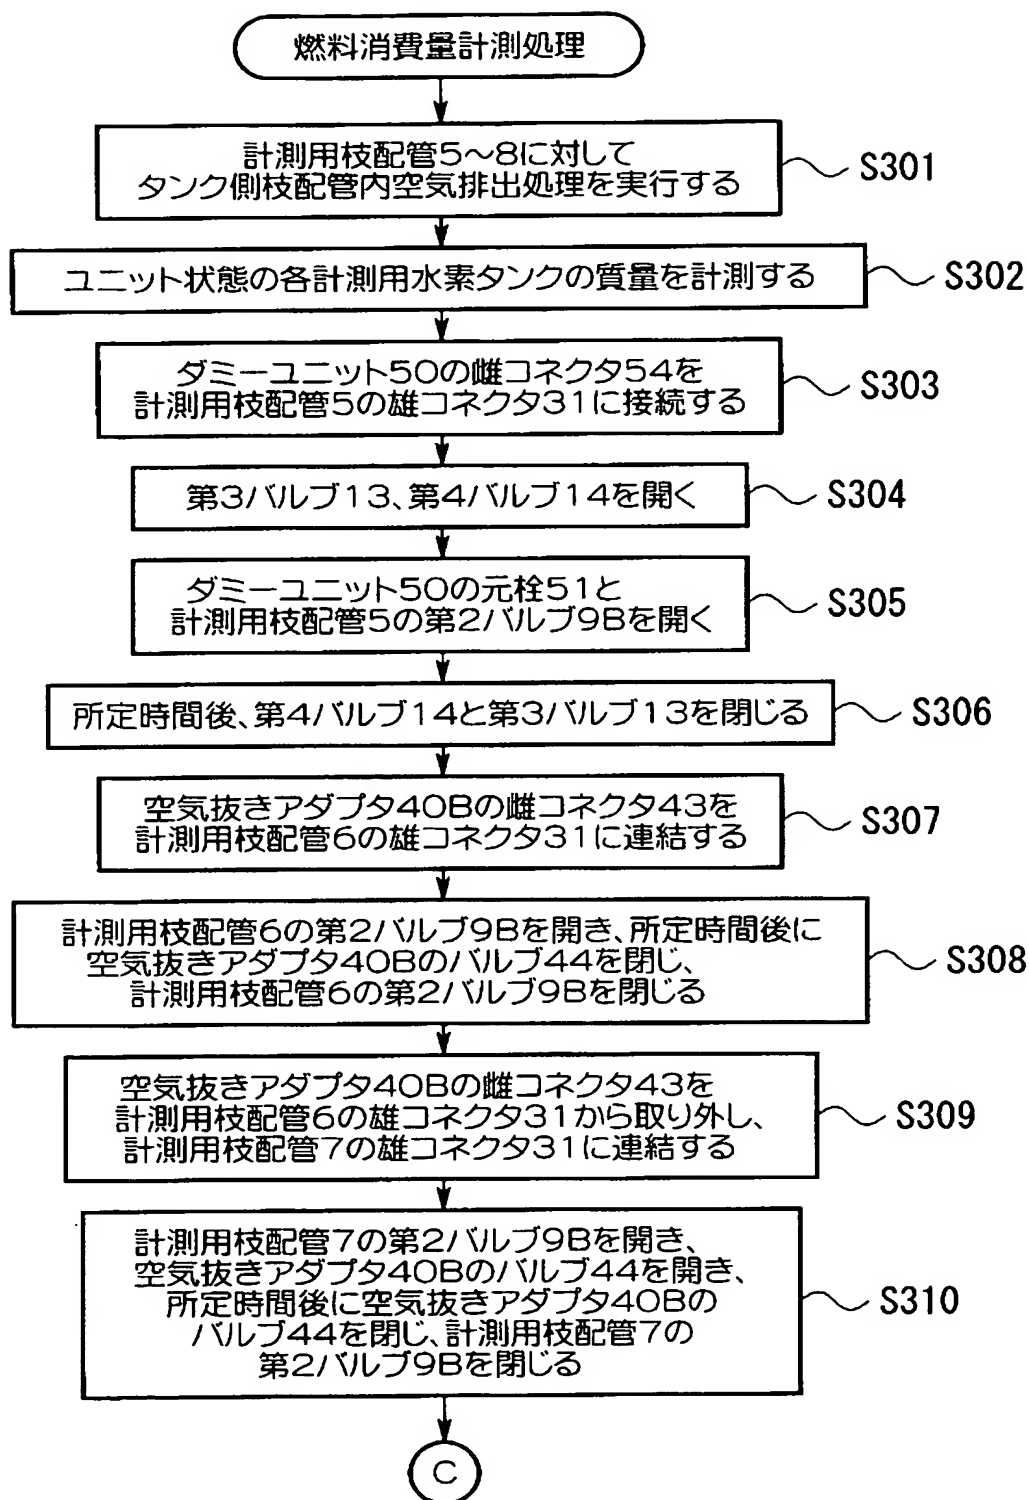 燃料消費量計測処理
計測用枝配管5～8に対して
タンク側枝配管内空気排出処理を実行する
S301
ユニット状態の各計測用水素タンクの質量を計測する
S302
ダミーユニット50の雌コネクタ54を
計測用枝配管5の雄コネクタ31に接続する
S303
第3バルブ13、第4バルブ14を開く
S304
ダミーユニット50の元栓51と
計測用枝配管5の第2バルブ9Bを開く
S305
所定時間後、第4バルブ14と第3バルブ13を閉じる
S306
空気抜きアダプタ40Bの雌コネクタ43を
計測用枝配管6の雄コネクタ31に連結する
S307
計測用枝配管6の第2バルブ9Bを開き、所定時間後に
空気抜きアダプタ40Bのバルブ44を閉じ、
計測用枝配管6の第2バルブ9Bを閉じる
S308
空気抜きアダプタ40Bの雌コネクタ43を
計測用枝配管6の雄コネクタ31から取り外し、
計測用枝配管7の雄コネクタ31に連結する
S309
計測用枝配管7の第2バルブ9Bを開き、
空気抜きアダプタ40Bのバルブ44を開き、
所定時間後に空気抜きアダプタ40Bの
バルブ44を閉じ、計測用枝配管7の
第2バルブ9Bを閉じる
S310
C